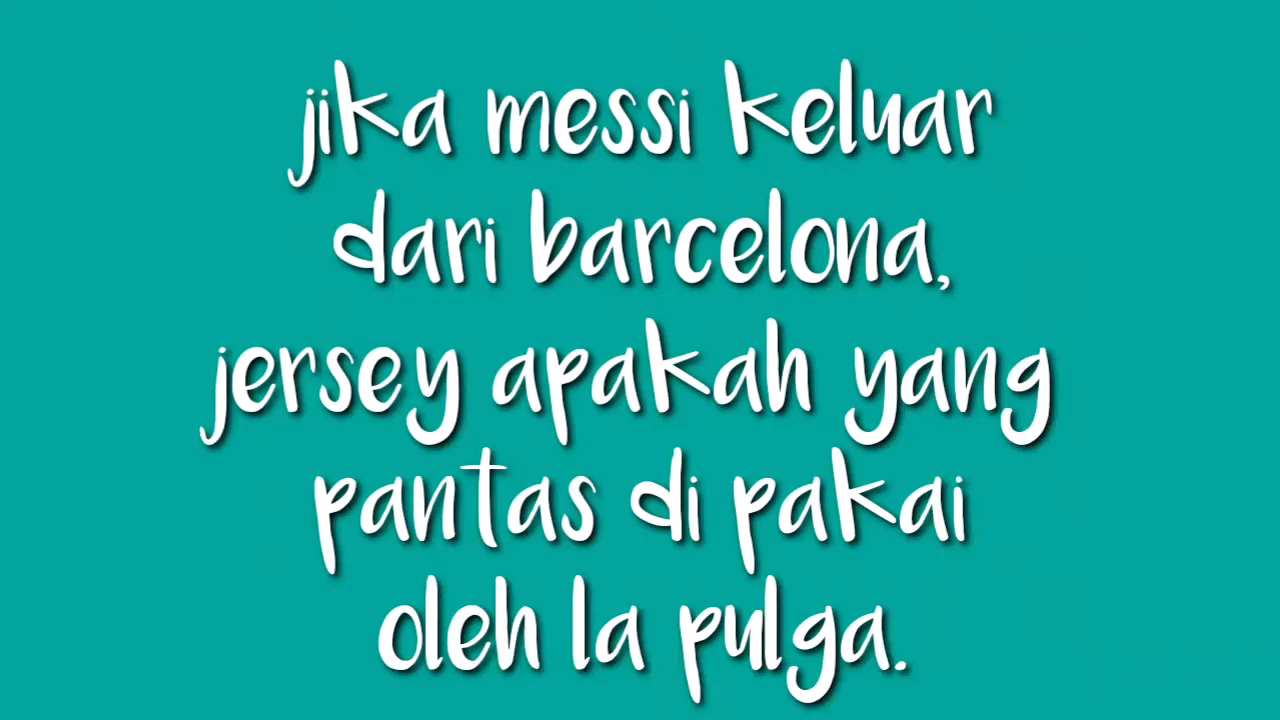 jika messi keluar
dari barcelona,
jersey apakah yang
pantas di pakai
oleh la pulga.